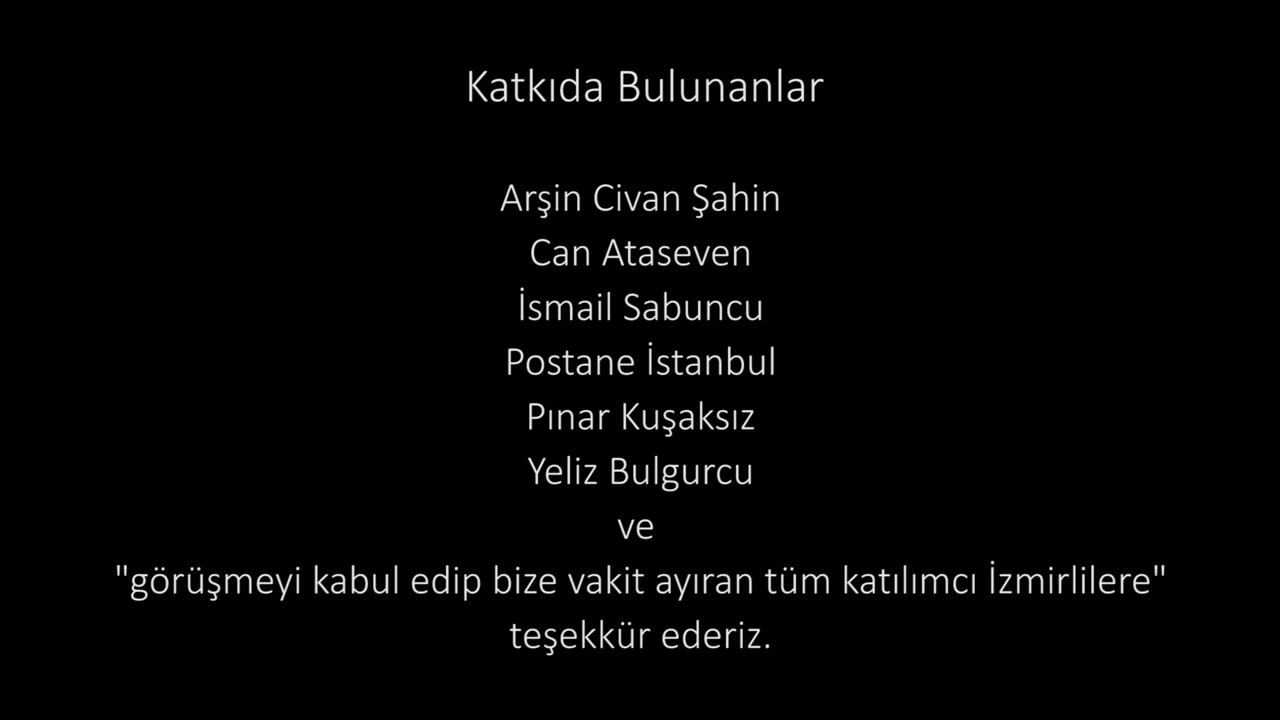 Katkıda Bulunanlar
Arşin Civan Şahin
Can Ataseven
İsmail Sabuncu
Postane İstanbul
Pınar Kuşaksız
Yeliz Bulgurcu
ve
"görüşmeyi kabul edip bize vakit ayıran tüm katılımcı İzmirlilere"
teşekkür ederiz.